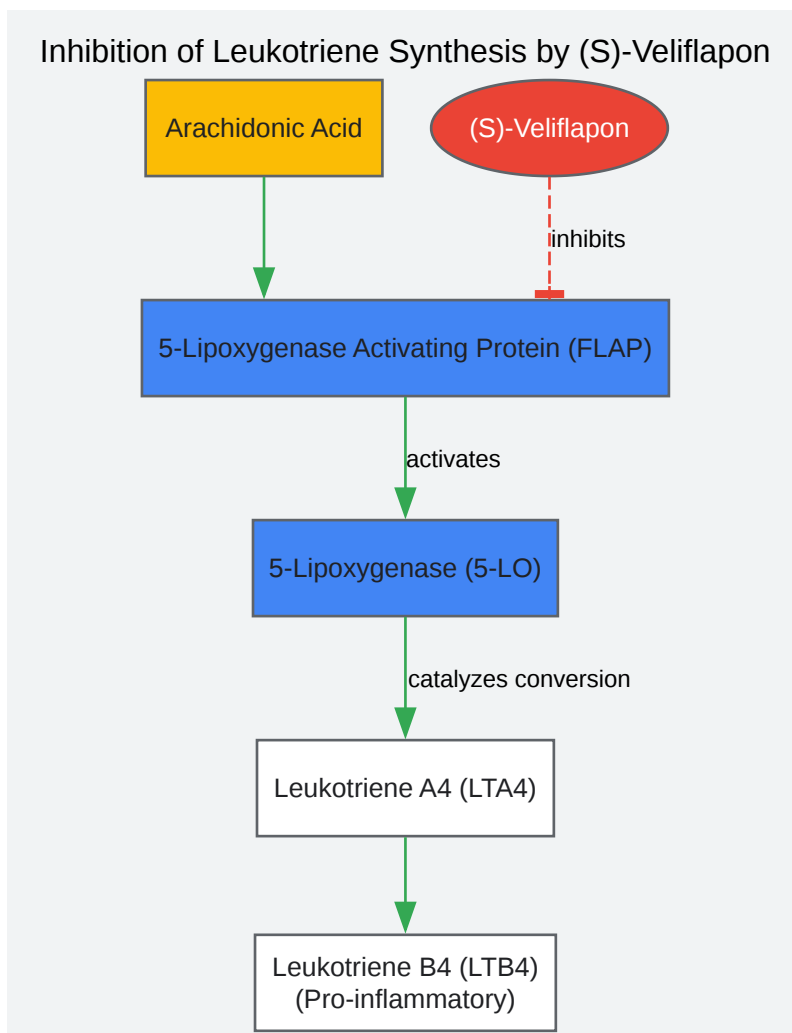 Inhibition of Leukotriene Synthesis by (S)-Veliflapon
Arachidonic Acid
(S)-Veliflapon
inhibits
5-Lipoxygenase Activating Protein (FLAP)
activates
5-Lipoxygenase (5-LO)
catalyzes conversion
Leukotriene A4 (LTA4)
Leukotriene B4 (LTB4)
(Pro-inflammatory)